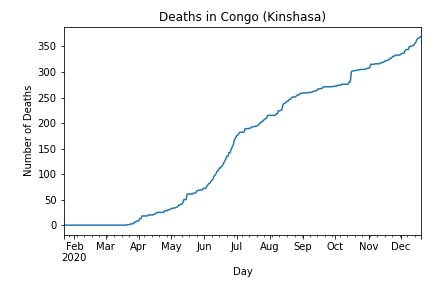 Deaths in Congo (Kinshasa)
Number of Deaths
350
300
250
200
150
100
50
0
Feb Mar Apr May Jun Jul Aug Sep Oct Nov Dec
2020
Day